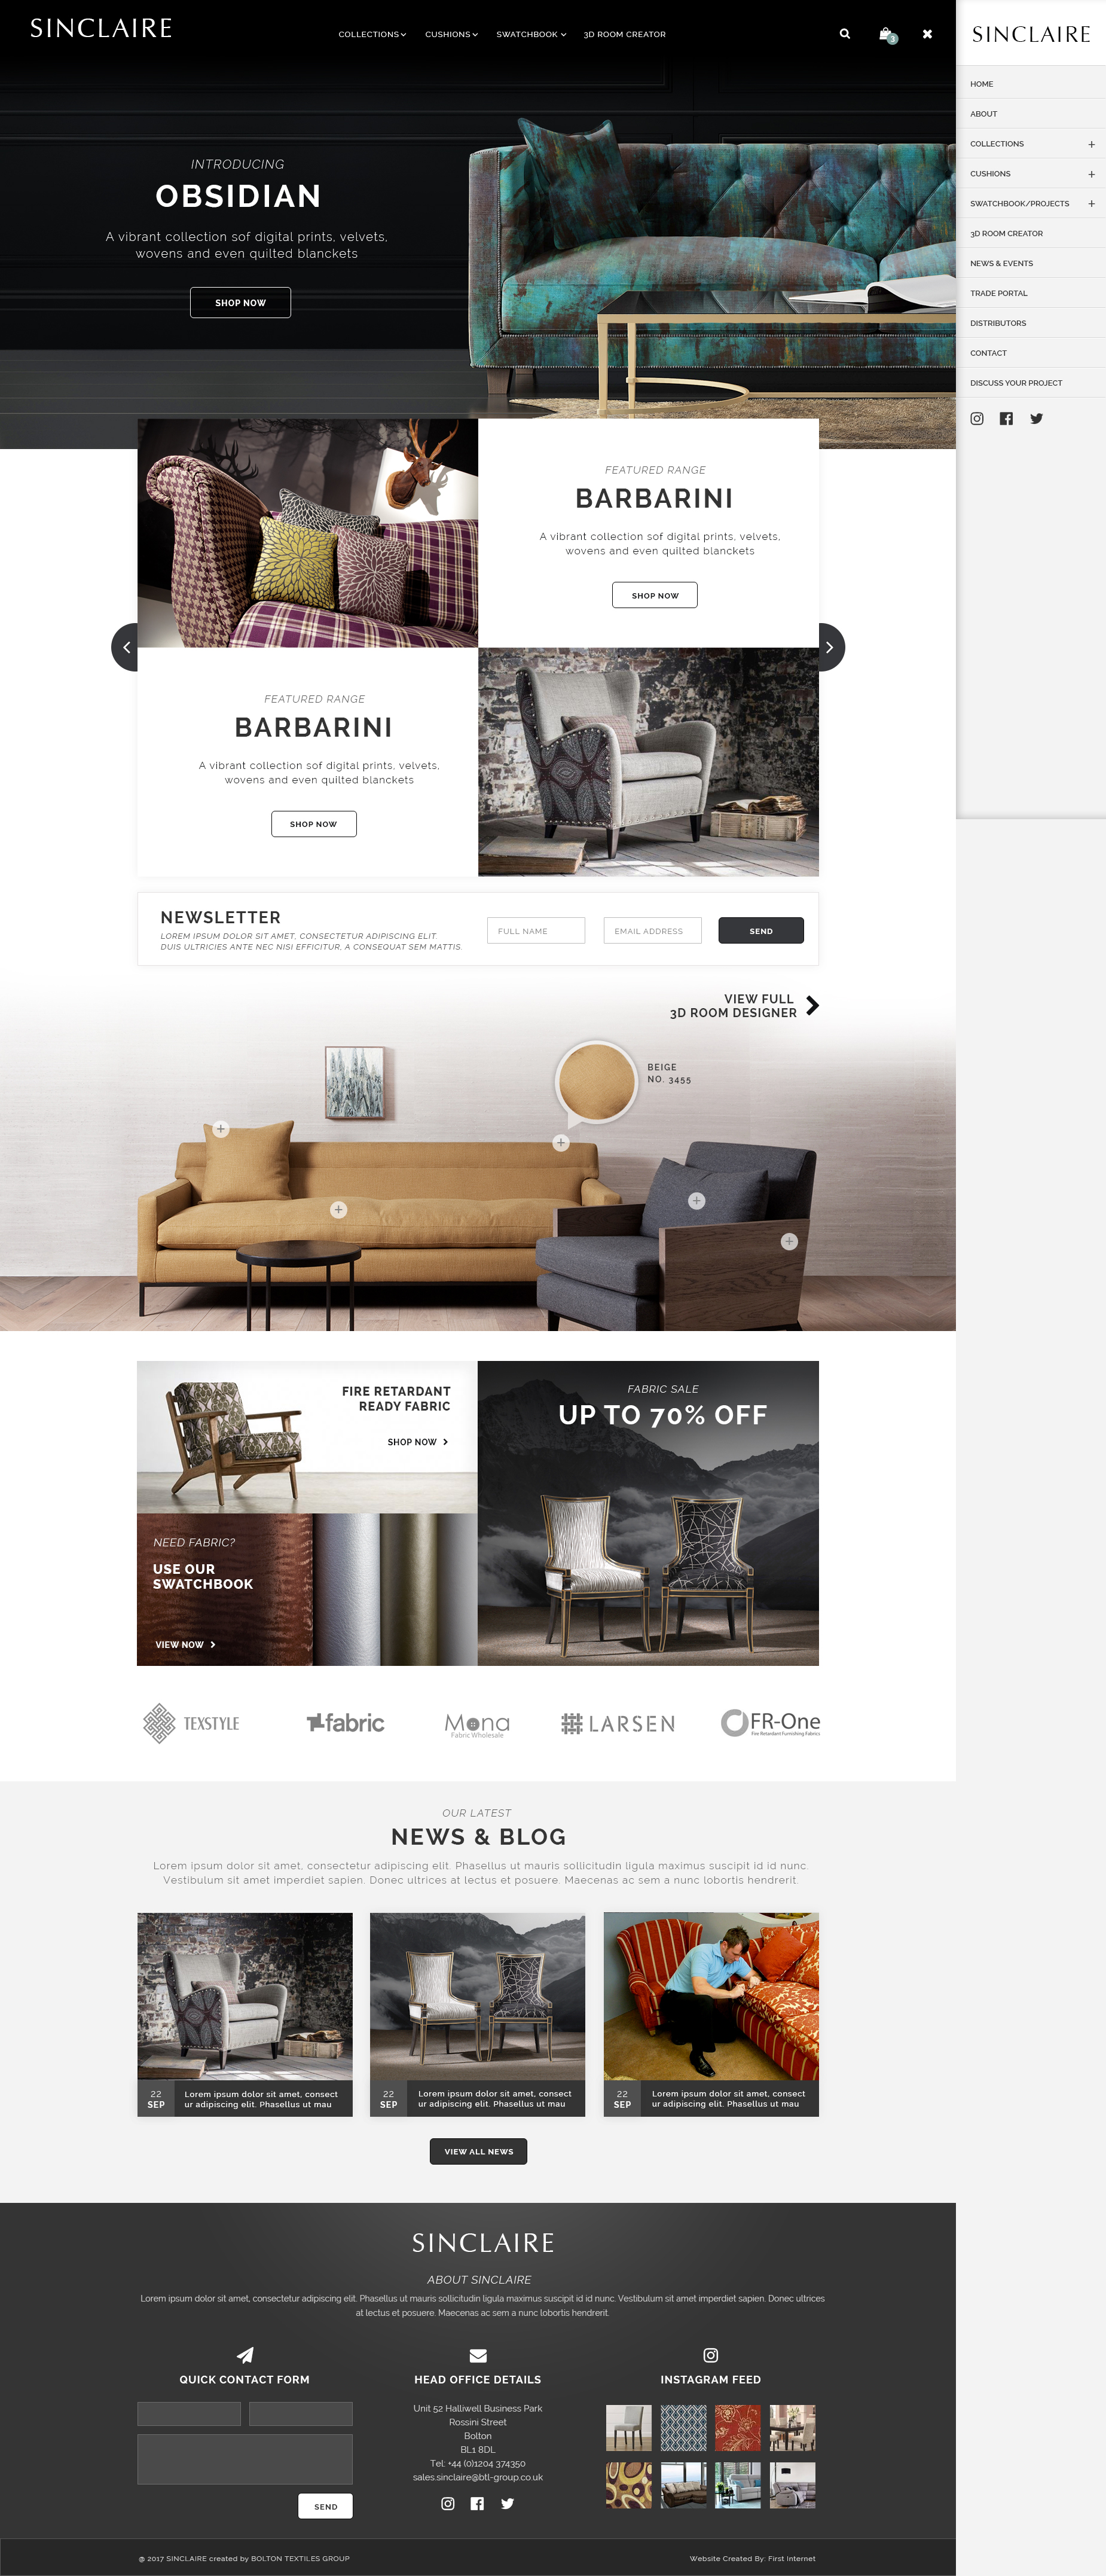 SINCLAIRE
COLLECTIONS
CUSHIONS
SWATCHBOOK
3D ROOM CREATOR
3
SINCLAIRE
HOME
ABOUT
COLLECTIONS +
CUSHIONS +
SWATCHBOOK/PROJECTS +
3D ROOM CREATOR
NEWS & EVENTS
TRADE PORTAL
DISTRIBUTORS
CONTACT
DISCUSS YOUR PROJECT
INTRODUCING
OBSIDIAN
A vibrant collection sof digital prints, velvets,
wovens and even quilted blanckets
SHOP NOW
FEATURED RANGE
BARBARINI
A vibrant collection sof digital prints, velvets,
wovens and even quilted blanckets
SHOP NOW
FEATURED RANGE
BARBARINI
A vibrant collection sof digital prints, velvets,
wovens and even quilted blanckets
SHOP NOW
NEWSLETTER
LOREM IPSUM DOLOR SIT AMET, CONSECTETUR ADIPISCING ELIT.
DUIS ULTRICIES ANTE NEC NISI EFFICITUR, A CONSEQUAT SEM MATTIS.
FULL NAME
EMAIL ADDRESS
SEND
VIEW FULL
3D ROOM DESIGNER
BEIGE
NO. 3455
FIRE RETARDANT
READY FABRIC
SHOP NOW
NEED FABRIC?
USE OUR
SWATCHBOOK
VIEW NOW
FABRIC SALE
UP TO 70% OFF
TEXSTYLE
fabric
Mona
Fabric Wholesale
LARSEN
FR-One
Fire Retardant Furnishing Fabrics
OUR LATEST
NEWS & BLOG
Lorem ipsum dolor sit amet, consectetur adipiscing elit. Phasellus ut mauris sollicitudin ligula maximus suscipit id id nunc.
Vestibulum sit amet imperdiet sapien. Donec ultrices at lectus et posuere. Maecenas ac sem a nunc lobortis hendrerit.
22
SEP
Lorem ipsum dolor sit amet, consect
ur adipiscing elit. Phasellus ut mau
22
SEP
Lorem ipsum dolor sit amet, consect
ur adipiscing elit. Phasellus ut mau
22
SEP
Lorem ipsum dolor sit amet, consect
ur adipiscing elit. Phasellus ut mau
VIEW ALL NEWS
SINCLAIRE
ABOUT SINCLAIRE
Lorem ipsum dolor sit amet, consectetur adipiscing elit. Phasellus ut mauris sollicitudin ligula maximus suscipit id id nunc. Vestibulum sit amet imperdiet sapien. Donec ultrices
at lectus et posuere. Maecenas ac sem a nunc lobortis hendrerit.
QUICK CONTACT FORM
SEND
HEAD OFFICE DETAILS
Unit 52 Halliwell Business Park
Rossini Street
Bolton
BL1 8DL
Tel: +44 (0)1204 374350
sales.sinclaire@btl-group.co.uk
INSTAGRAM FEED
@ 2017 SINCLAIRE created by BOLTON TEXTILES GROUP
Website Created By: First Internet